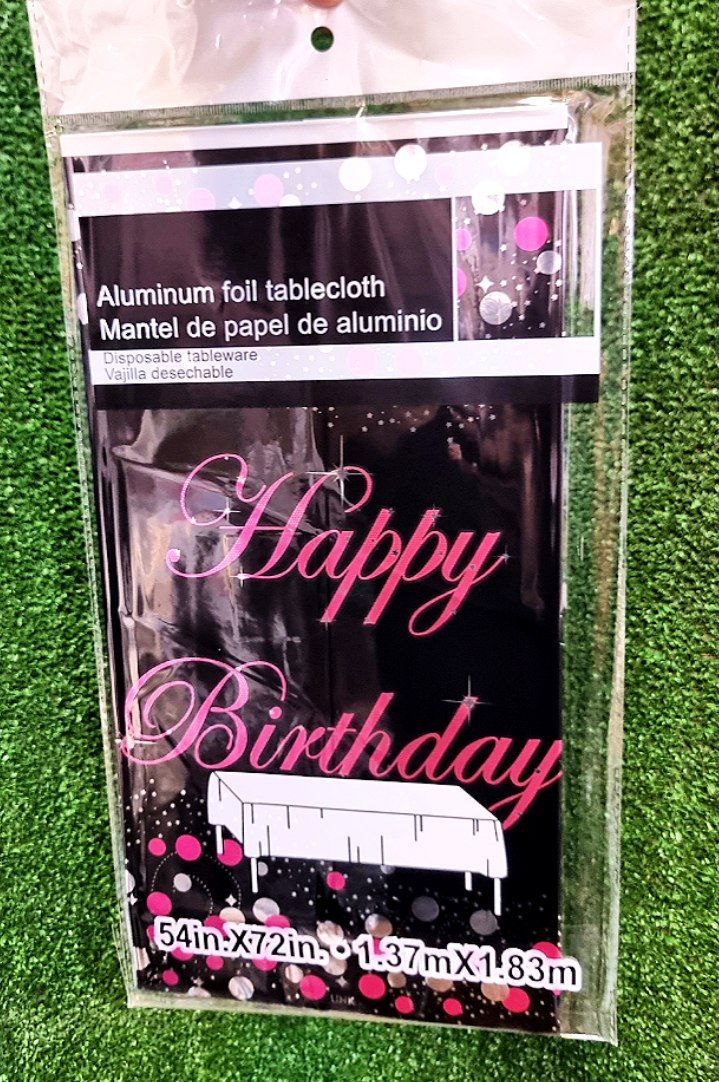 Aluminum foil tablecloth
Mantel de papel de aluminio
Disposable tableware
Vajilla desechable
Happy
Birthday
54in.X72in. • 1.37mX1.83m